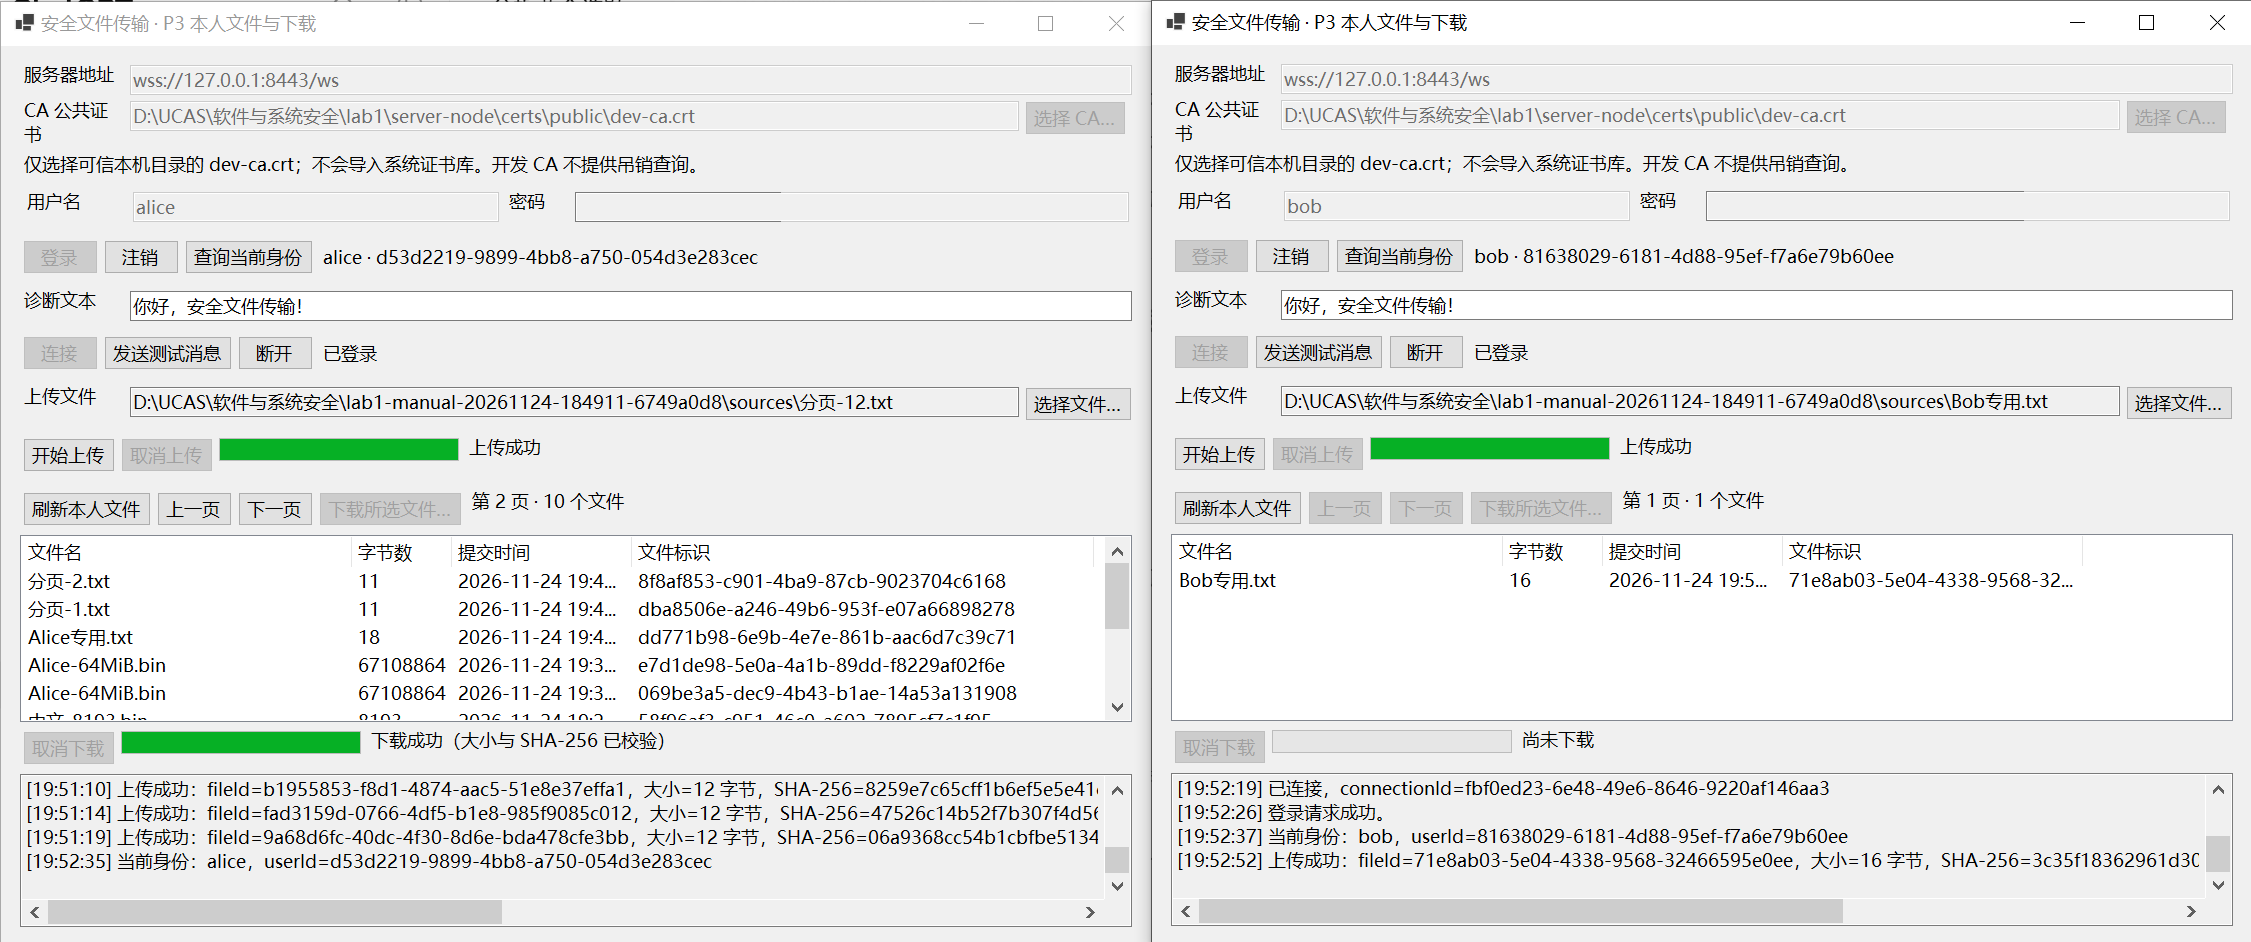 安全文件传输 · P3 本人文件与下载
服务器地址
wss://127.0.0.1:8443/ws
CA 公共证书
D:\UCAS\软件与系统安全\lab1\server-node\certs\public\dev-ca.crt
选择 CA...
仅选择可信本机目录的 dev-ca.crt；不会导入系统证书库。开发 CA 不提供吊销查询。
用户名
alice
密码
登录 注销 查询当前身份 alice · d53d2219-9899-4bb8-a750-054d3e283cec
诊断文本
你好，安全文件传输！
连接 发送测试消息 断开 已登录
上传文件
D:\UCAS\软件与系统安全\lab1-manual-20261124-184911-6749a0d8\sources\分页-12.txt
选择文件...
开始上传 取消上传 上传成功
刷新本人文件 上一页 下一页 下载所选文件... 第 2 页 · 10 个文件
文件名 字节数 提交时间 文件标识
分页-2.txt 11 2026-11-24 19:4... 8f8af853-c901-4ba9-87cb-9023704c6168
分页-1.txt 11 2026-11-24 19:4... dba8506e-a246-49b6-953f-e07a66898278
Alice专用.txt 18 2026-11-24 19:4... dd771b98-6e9b-4e7e-861b-aac6d7c39c71
Alice-64MiB.bin 67108864 2026-11-24 19:3... e7d1de98-5e0a-4a1b-89dd-f8229af02f6e
Alice-64MiB.bin 67108864 2026-11-24 19:3... 069be3a5-dec9-4b43-b1ae-14a53a131908
取消下载 下载成功（大小与 SHA-256 已校验）
[19:51:10] 上传成功：fileId=b1955853-f8d1-4874-aac5-51e8e37effa1，大小=12 字节，SHA-256=8259e7c65cff1b6ef5e5e41
[19:51:14] 上传成功：fileId=fad3159d-0766-4df5-b1e8-985f9085c012，大小=12 字节，SHA-256=47526c14b52f7b307f4d56
[19:51:19] 上传成功：fileId=9a68d6fc-40dc-4f30-8d6e-bda478cfe3bb，大小=12 字节，SHA-256=06a9368cc54b1cbfbe5134
[19:52:35] 当前身份：alice，userId=d53d2219-9899-4bb8-a750-054d3e283cec
安全文件传输 · P3 本人文件与下载
服务器地址
wss://127.0.0.1:8443/ws
CA 公共证书
D:\UCAS\软件与系统安全\lab1\server-node\certs\public\dev-ca.crt
选择 CA...
仅选择可信本机目录的 dev-ca.crt；不会导入系统证书库。开发 CA 不提供吊销查询。
用户名
bob
密码
登录 注销 查询当前身份 bob · 81638029-6181-4d88-95ef-f7a6e79b60ee
诊断文本
你好，安全文件传输！
连接 发送测试消息 断开 已登录
上传文件
D:\UCAS\软件与系统安全\lab1-manual-20261124-184911-6749a0d8\sources\Bob专用.txt
选择文件...
开始上传 取消上传 上传成功
刷新本人文件 上一页 下一页 下载所选文件... 第 1 页 · 1 个文件
文件名 字节数 提交时间 文件标识
Bob专用.txt 16 2026-11-24 19:5... 71e8ab03-5e04-4338-9568-32...
取消下载 尚未下载
[19:52:19] 已连接，connectionId=fbf0ed23-6e48-49e6-8646-9220af146aa3
[19:52:26] 登录请求成功。
[19:52:37] 当前身份：bob，userId=81638029-6181-4d88-95ef-f7a6e79b60ee
[19:52:52] 上传成功：fileId=71e8ab03-5e04-4338-9568-32466595e0ee，大小=16 字节，SHA-256=3c35f18362961d30